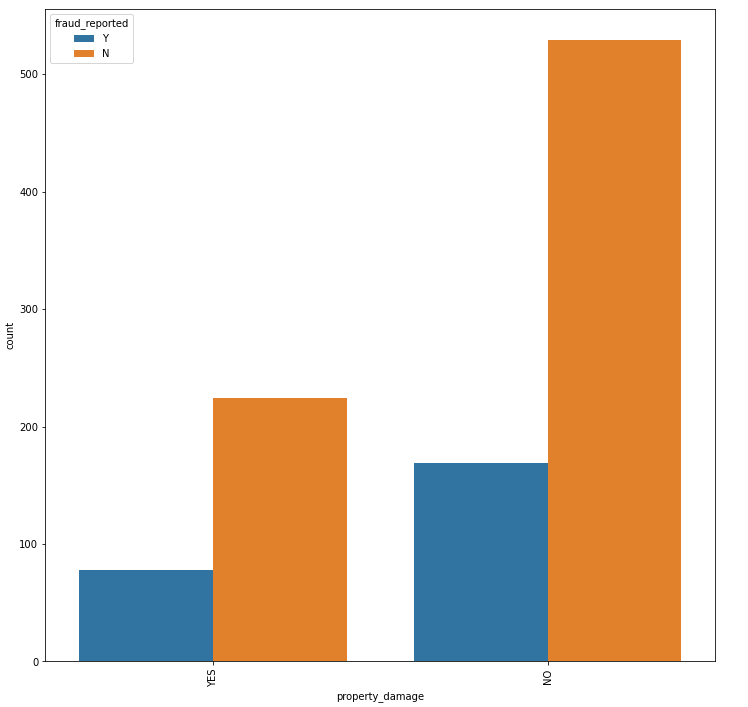 fraud_reported
Y
N
500
400
300
200
100
0
count
YES
NO
property_damage